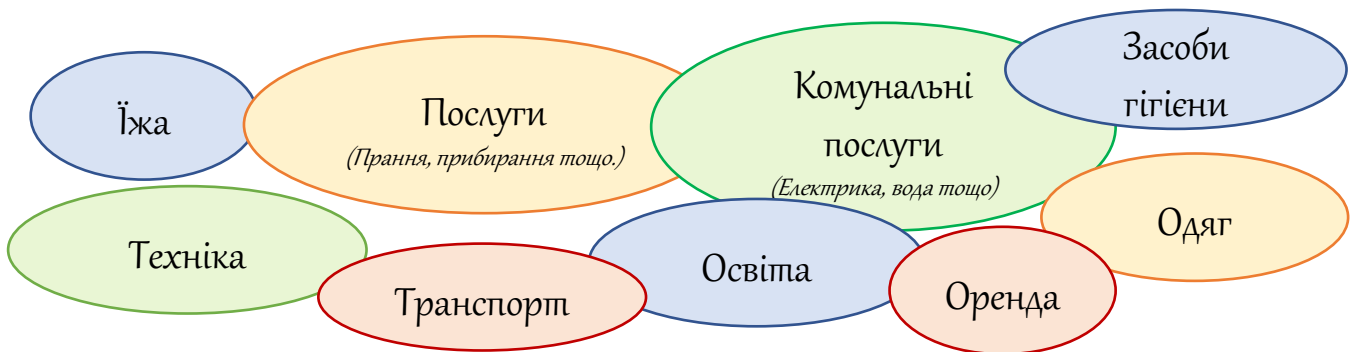 Їжа
Послуги
(Прання, прибирання тощо.)
Комунальні
послуги
(Електрика, вода тощо)
Засоби
гігієни
Техніка
Транспорт
Освіта
Оренда
Одяг